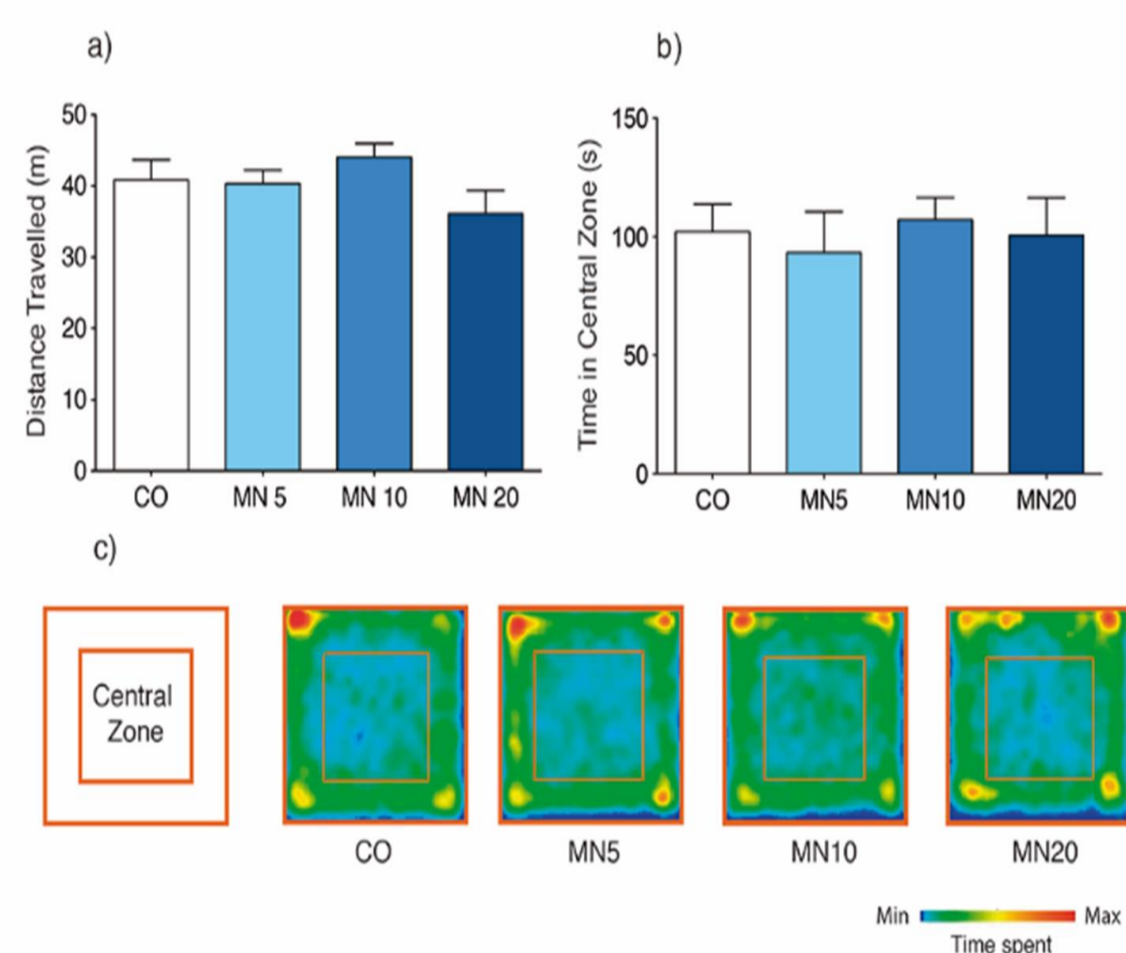 a)
Distance Travelled (m)
50
40
30
20
10
0
CO MN 5 MN 10 MN 20
b)
Time in Central Zone (s)
150
100
50
0
CO MN5 MN10 MN20
c)
Central
Zone
CO MN5 MN10 MN20
Min Max
Time spent